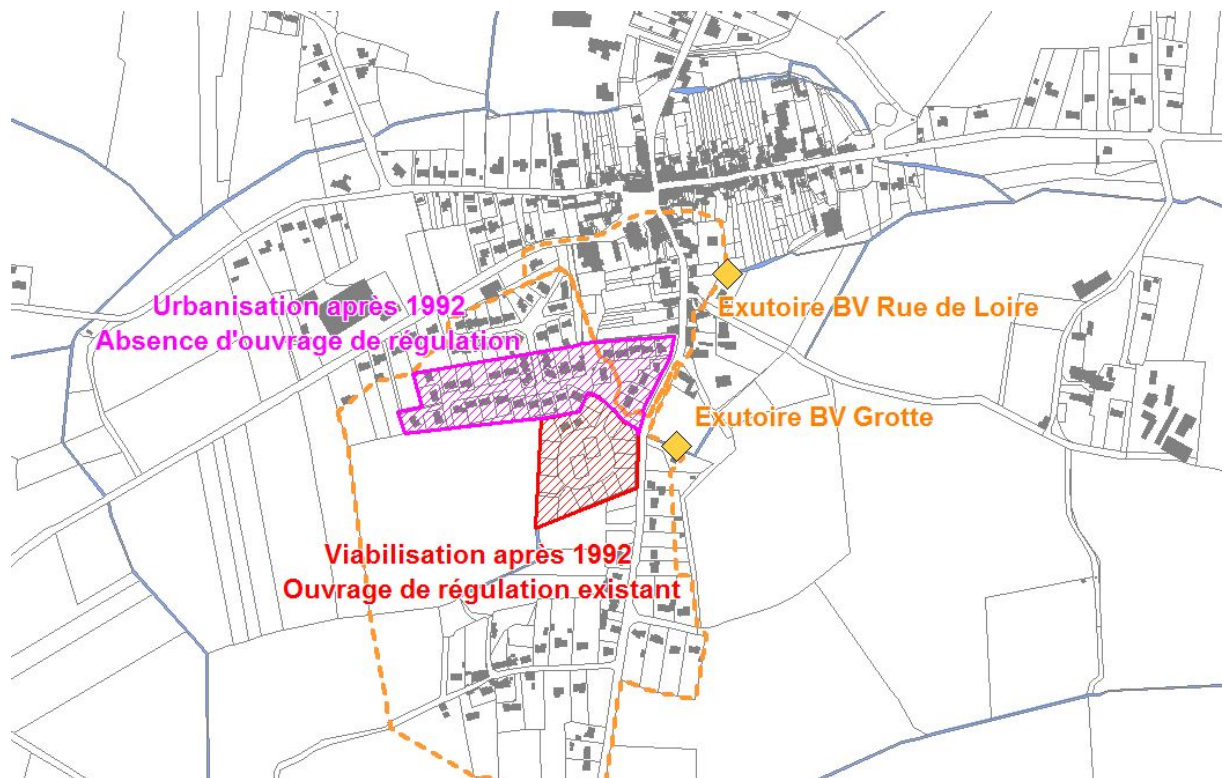 Urbanisation après 1992
Absence d'ouvrage de régulation
Exutoire BV Rue de Loire
Exutoire BV Grotte
Viabilisation après 1992
Ouvrage de régulation existant